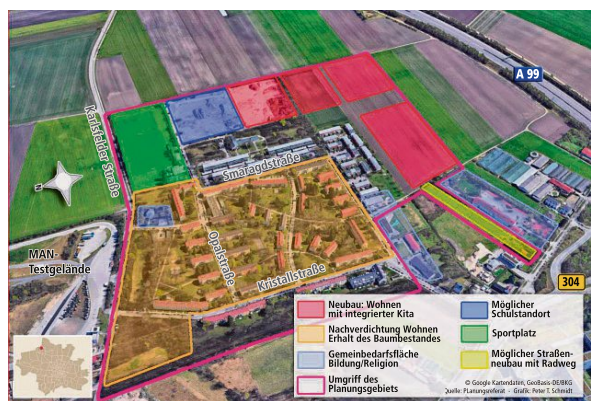 A 99
Karlsfelder Straße
Smaragdstraße
N
Opalstraße
MAN-
Testgelände
Kristallstraße
304
Neubau: Wohnen
mit integrierter Kita
Nachverdichtung Wohnen
Erhalt des Baumbestandes
Gemeinbedarfsfläche
Bildung/Religion
Umgriff des
Planungsgebiets
Möglicher
Schulstandort
Sportplatz
Möglicher Straßen-
neubau mit Radweg
© Google Kartendaten, GeoBasis-DE/BKG
Quelle: PLanungsreferat - Grafik: Peter T. Schmidt